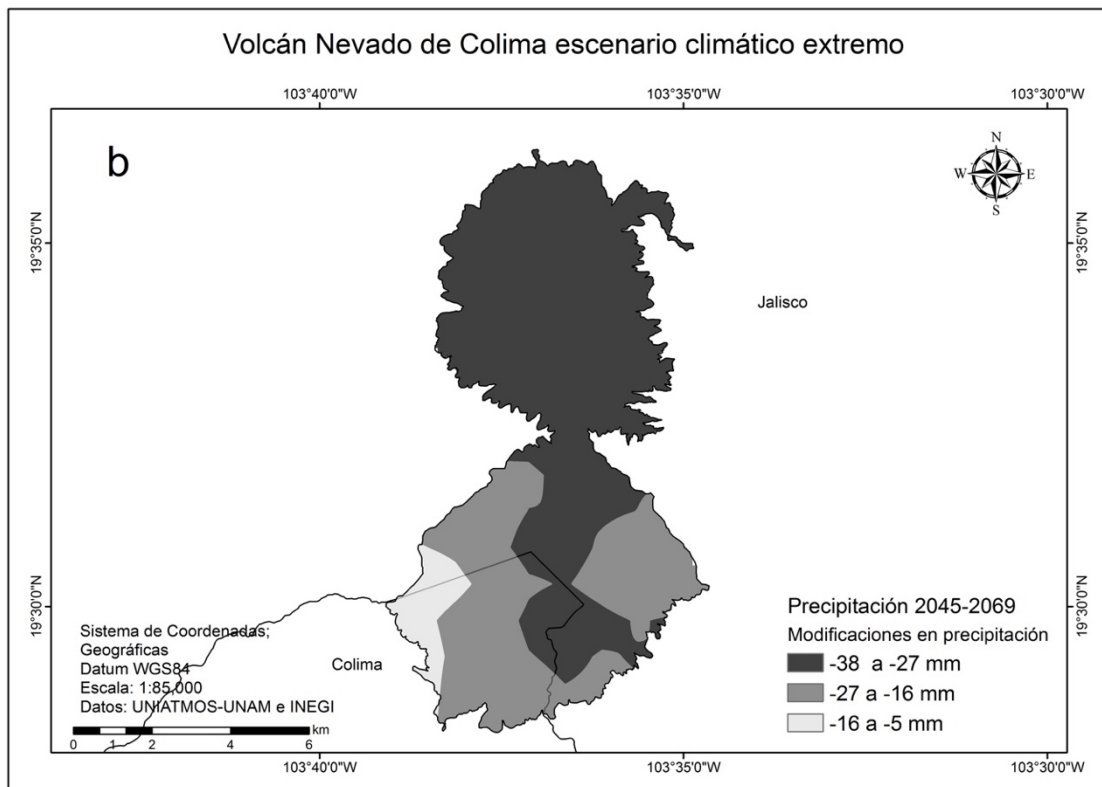 Volcán Nevado de Colima escenario climático extremo
103°40'0"W
103°35'0"W
103°30'0"W
b
N
W
E
S
19°35'0"N
19°35'0"N
Jalisco
19°30'0"N
19°30'0"N
Colima
Sistema de Coordenadas;
Geográficas
Datum WGS84
Escala: 1:85,000
Datos: UNIATMOS-UNAM e INEGI
km
0 1 2 4 6
Precipitación 2045-2069
Modificaciones en precipitación
-38 a -27 mm
-27 a -16 mm
-16 a -5 mm
103°40'0"W
103°35'0"W
103°30'0"W